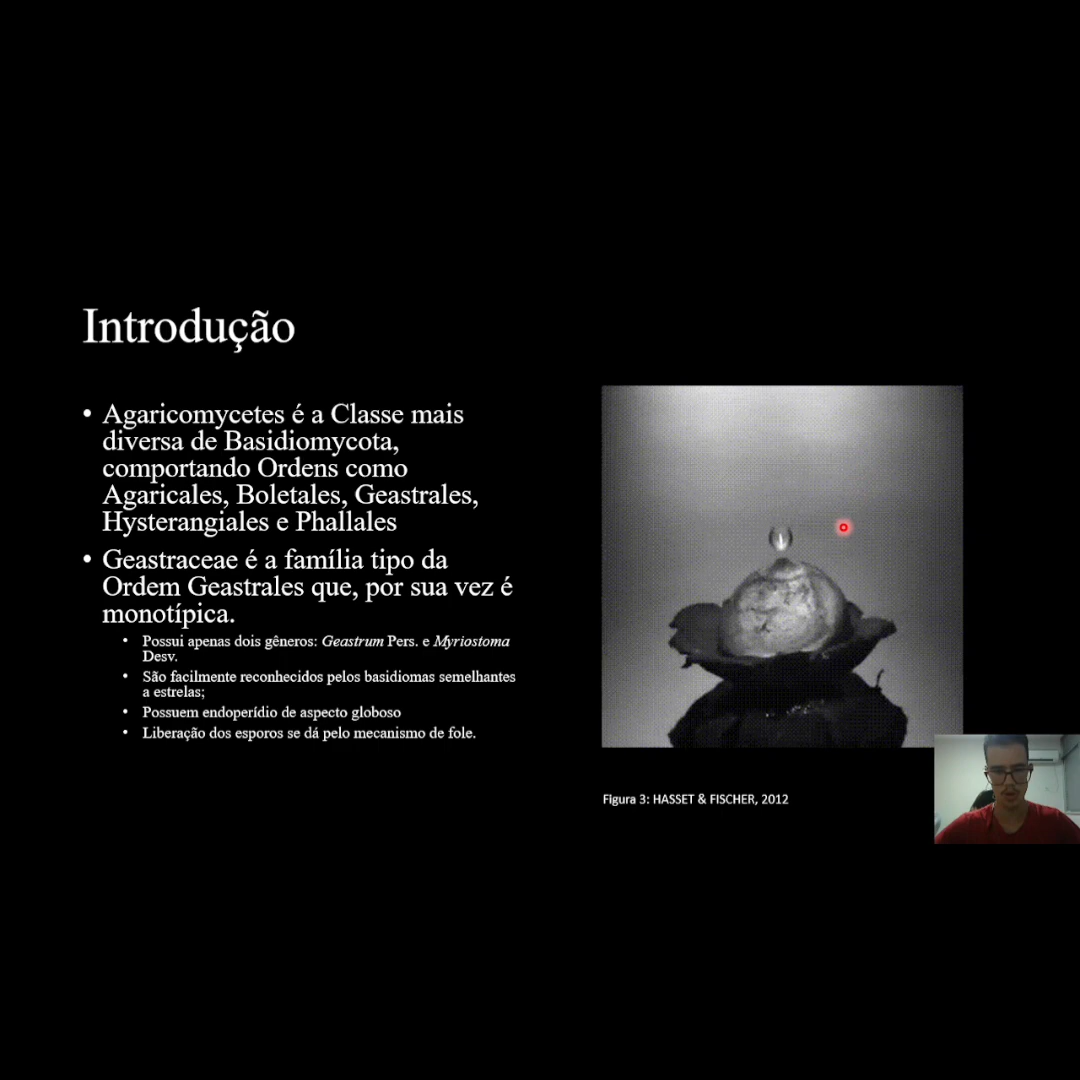 Introdução
• Agaricomycetes é a Classe mais
diversa de Basidiomycota,
comportando Ordens como
Agaricales, Boletales, Geastrales,
Hysterangiales e Phallales
• Geastraceae é a família tipo da
Ordem Geastrales que, por sua vez é
monotípica.
• Possui apenas dois gêneros: Geastrum Pers. e Myriostoma
Desv.
• São facilmente reconhecidos pelos basidiomas semelhantes
a estrelas;
• Possuem endoperídio de aspecto globoso
• Liberação dos esporos se dá pelo mecanismo de fole.
Figura 3: HASSET & FISCHER, 2012